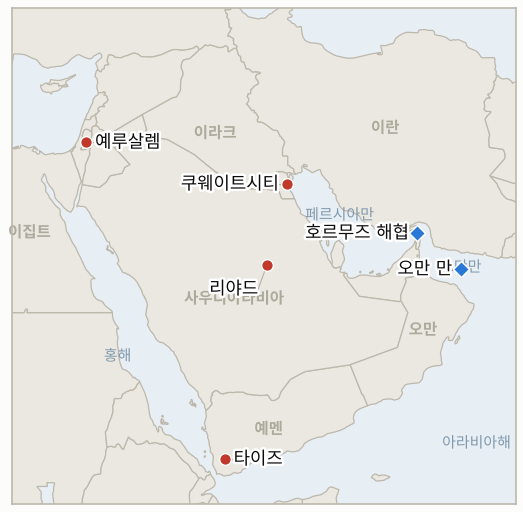 이라크
이란
예루살렘
쿠웨이트시티
페르시아만
이집트
호르무즈 해협
오만 만
리야드
사우디아라비아
오만
홍해
예멘
아라비아해
타이즈